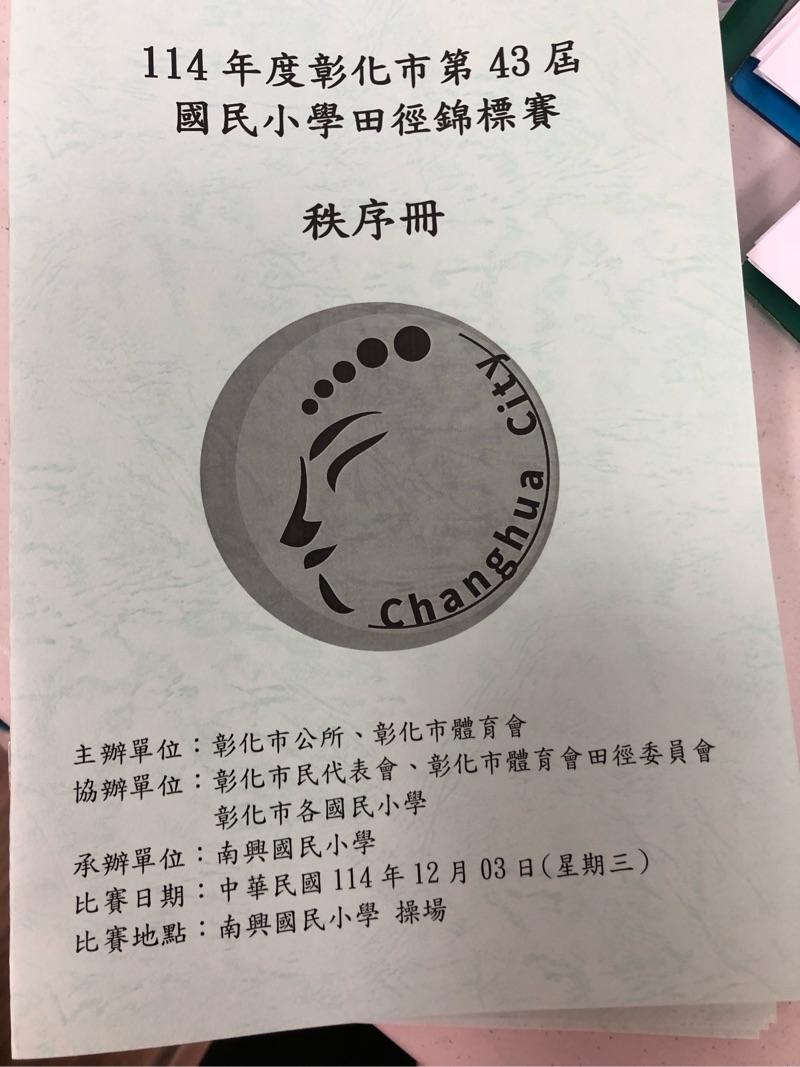 114 年度彰化市第 43 屆
國民小學田徑錦標賽
秩序冊
Changhua City
主辦單位：彰化市公所、彰化市體育會
協辦單位：彰化市民代表會、彰化市體育會田徑委員會
彰化市各國民小學
承辦單位：南興國民小學
比賽日期：中華民國 114 年 12 月 03 日(星期三)
比賽地點：南興國民小學 操場